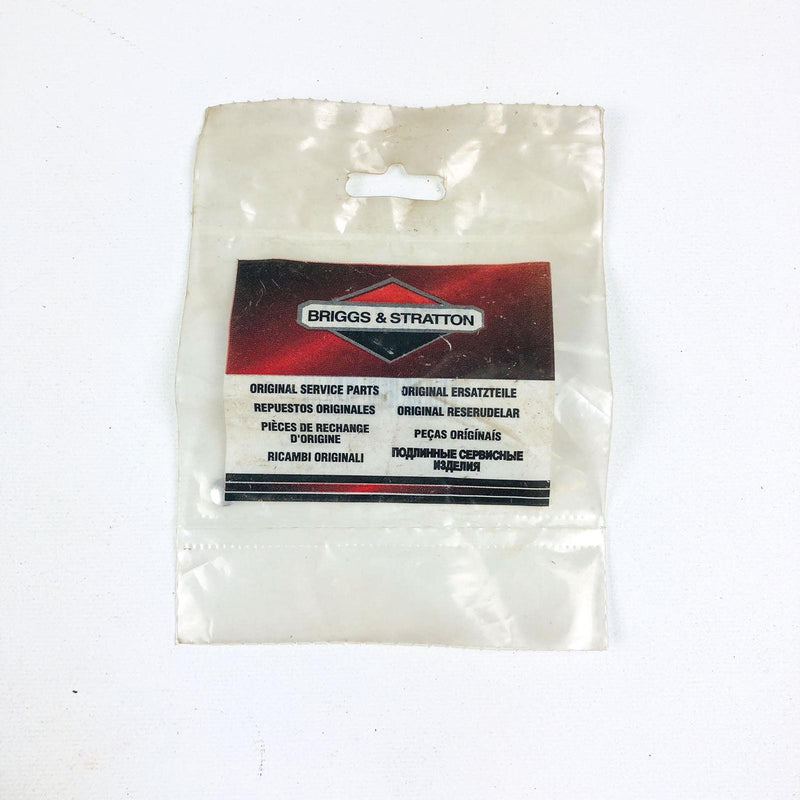 BRIGGS & STRATTON
ORIGINAL SERVICE PARTS
REPUESTOS ORIGINALES
PIÈCES DE RECHANGE
D'ORIGINE
RICAMBI ORIGINALI
ORIGINAL ERSATZTEILE
ORIGINAL RESERUDELAR
PEÇAS ORÍGÍNAÍS
ПОДЛИННЫЕ СЕРВИСНЫЕ
ИЗДЕЛИЯ